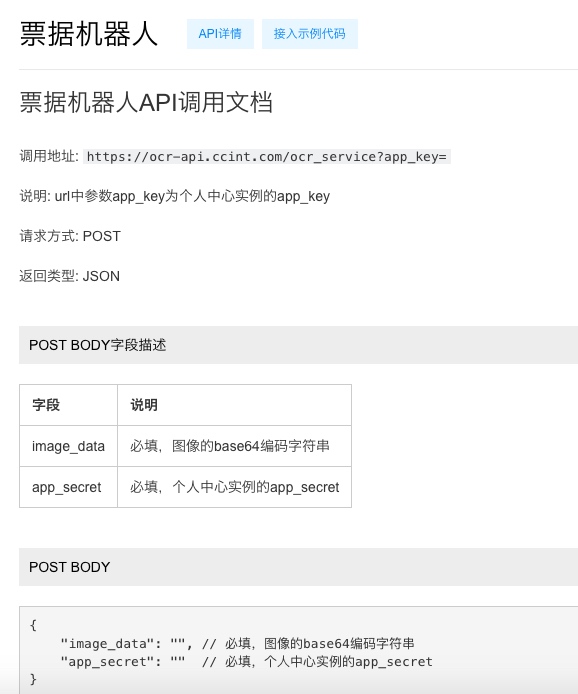 票据机器人 API详情 接入示例代码
票据机器人API调用文档
调用地址: https://ocr-api.ccint.com/ocr_service?app_key=
说明: url中参数app_key为个人中心实例的app_key
请求方式: POST
返回类型: JSON
POST BODY字段描述
字段 说明
image_data 必填，图像的base64编码字符串
app_secret 必填，个人中心实例的app_secret
POST BODY
{
    "image_data": "", // 必填，图像的base64编码字符串
    "app_secret": ""  // 必填，个人中心实例的app_secret
}